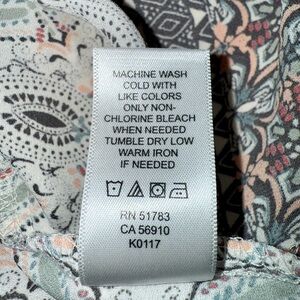 MACHINE WASH
COLD WITH
LIKE COLORS
ONLY NON-
CHLORINE BLEACH
WHEN NEEDED
TUMBLE DRY LOW
WARM IRON
IF NEEDED
RN 51783
CA 56910
K0117